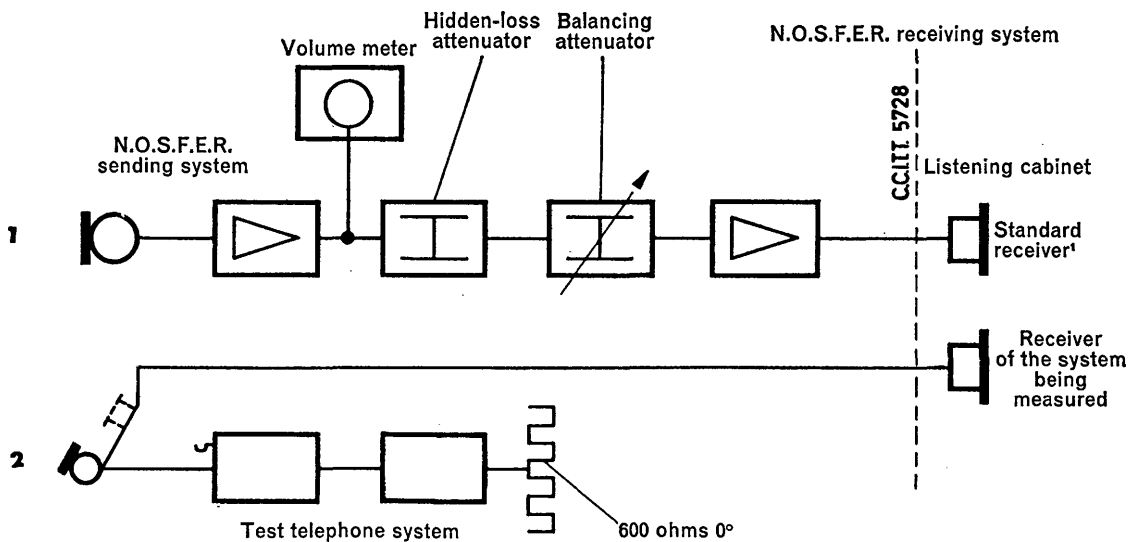 Hidden-loss
attenuator
Balancing
attenuator
N.O.S.F.E.R. receiving system
Volume meter
N.O.S.F.E.R.
sending system
C.C.I.T.T. 5728
Listening cabinet
1
Standard
receiver¹
Receiver
of the system
being
measured
2
Test telephone system
600 ohms 0°